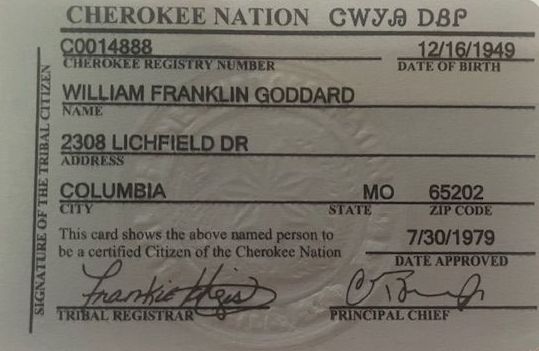 CHEROKEE NATION ᏣᎳᎩᎯ ᎠᏰᎵ
C0014888 12/16/1949
CHEROKEE REGISTRY NUMBER DATE OF BIRTH
WILLIAM FRANKLIN GODDARD
NAME
2308 LICHFIELD DR
ADDRESS
COLUMBIA MO 65202
CITY STATE ZIP CODE
This card shows the above named person to 7/30/1979
be a certified Citizen of the Cherokee Nation DATE APPROVED
TRIBAL REGISTRAR PRINCIPAL CHIEF
SIGNATURE OF THE TRIBAL CITIZEN